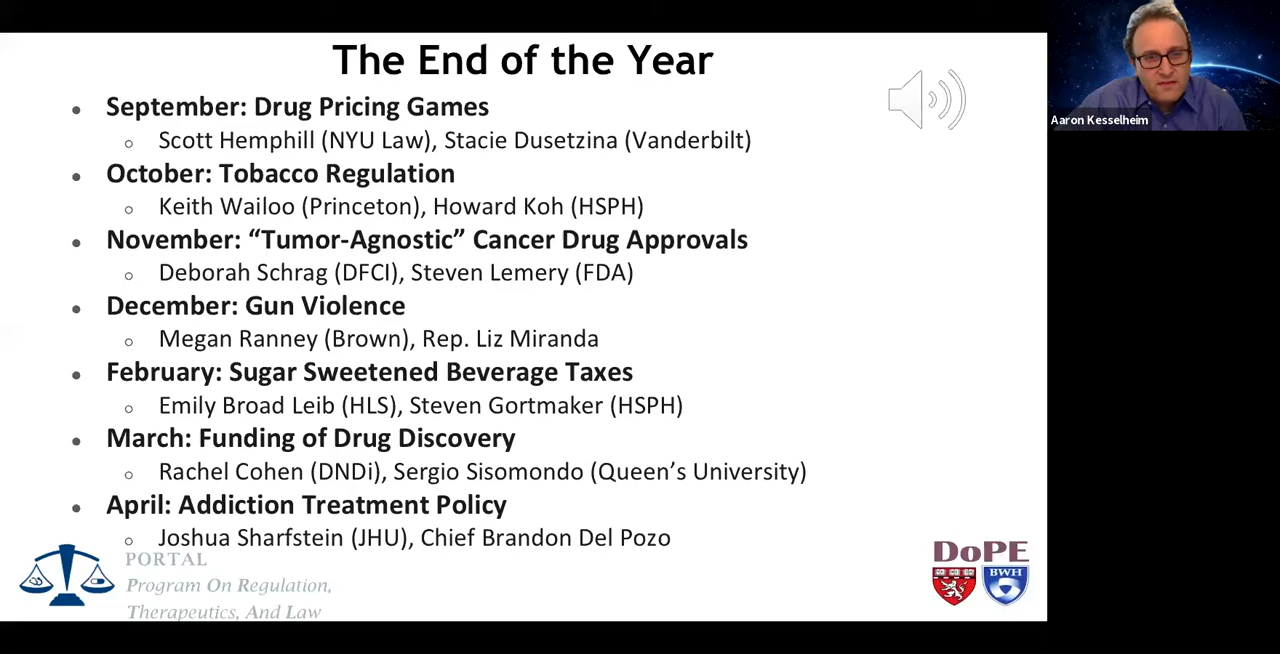 The End of the Year
• September: Drug Pricing Games
○ Scott Hemphill (NYU Law), Stacie Dusetzina (Vanderbilt)
• October: Tobacco Regulation
○ Keith Wailoo (Princeton), Howard Koh (HSPH)
• November: “Tumor-Agnostic” Cancer Drug Approvals
○ Deborah Schrag (DFCI), Steven Lemery (FDA)
• December: Gun Violence
○ Megan Ranney (Brown), Rep. Liz Miranda
• February: Sugar Sweetened Beverage Taxes
○ Emily Broad Leib (HLS), Steven Gortmaker (HSPH)
• March: Funding of Drug Discovery
○ Rachel Cohen (DNDi), Sergio Sisomondo (Queen’s University)
• April: Addiction Treatment Policy
○ Joshua Sharfstein (JHU), Chief Brandon Del Pozo
PORTAL
Program On Regulation,
Therapeutics, And Law
DoPE
BWH
Aaron Kesselheim